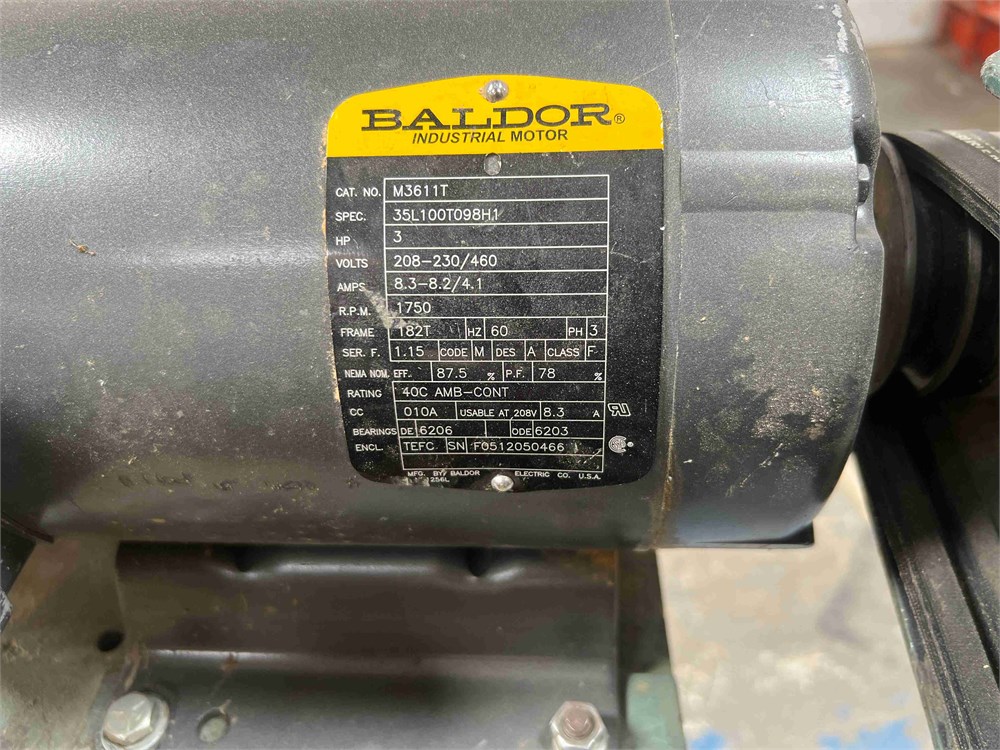 BALDOR®
INDUSTRIAL MOTOR
CAT. NO. M3611T
SPEC. 35L100T098H1
HP 3
VOLTS 208-230/460
AMPS 8.3-8.2/4.1
R.P.M. 1750
FRAME 182T HZ 60 PH 3
SER. F. 1.15 CODE M DES A CLASS F
NEMA NOM. EFF. 87.5 % P.F. 78 %
RATING 40C AMB-CONT
CC 010A USABLE AT 208V 8.3 A
BEARINGS DE 6206 ODE 6203
ENCL. TEFC SN F0512050466
MFG. BY BALDOR ELECTRIC CO. U.S.A.
1256L